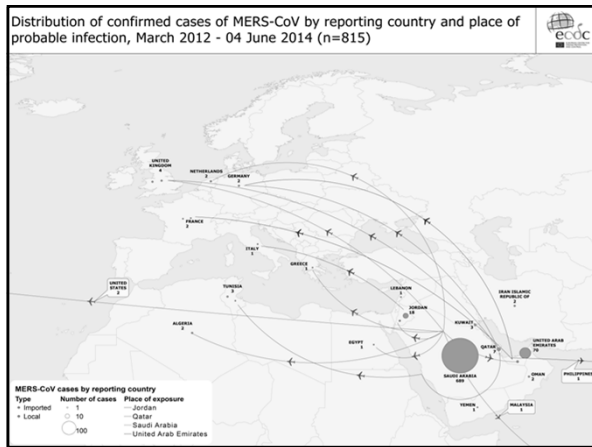 Distribution of confirmed cases of MERS-CoV by reporting country and place of
probable infection, March 2012 - 04 June 2014 (n=815)
ecdc
UNITED
KINGDOM
4
NETHERLANDS
2
GERMANY
2
FRANCE
2
ITALY
1
GREECE
1
UNITED
STATES
2
TUNISIA
3
ALGERIA
2
LEBANON
1
JORDAN
IRAN ISLAMIC
REPUBLIC OF
2
KUWAIT
3
EGYPT
1
QATAR
7
UNITED ARAB
EMIRATES
70
SAUDI ARABIA
OMAN
2
PHILIPPINES
1
YEMEN
1
MALAYSIA
1
MERS-CoV cases by reporting country
Type Number of cases Place of exposure
Imported 1 Jordan
Local 10 Qatar
Saudi Arabia
100 United Arab Emirates